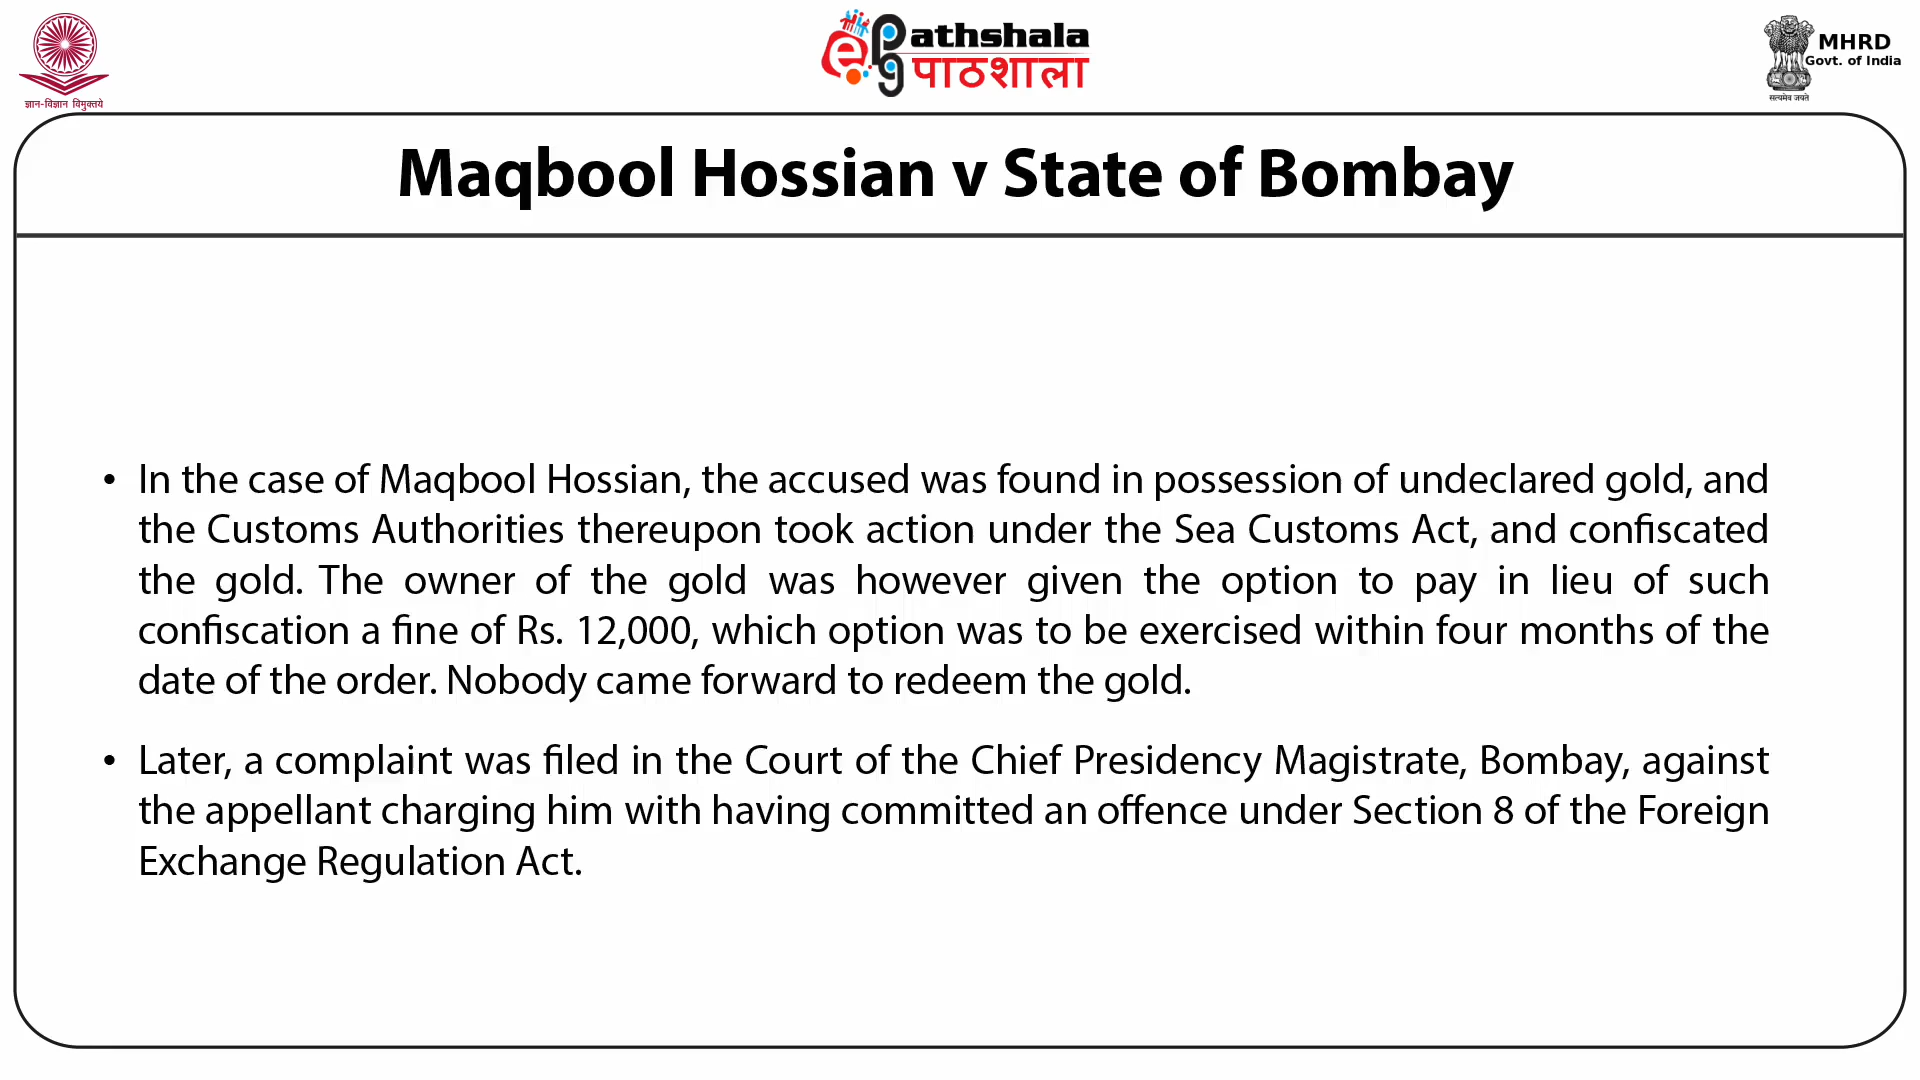 ज्ञान-विज्ञान विमुक्तये
ePathshala
पाठशाला
MHRD
Govt. of India
सत्यमेव जयते
Maqbool Hossian v State of Bombay
• In the case of Maqbool Hossian, the accused was found in possession of undeclared gold, and
the Customs Authorities thereupon took action under the Sea Customs Act, and confiscated
the gold. The owner of the gold was however given the option to pay in lieu of such
confiscation a fine of Rs. 12,000, which option was to be exercised within four months of the
date of the order. Nobody came forward to redeem the gold.
• Later, a complaint was filed in the Court of the Chief Presidency Magistrate, Bombay, against
the appellant charging him with having committed an offence under Section 8 of the Foreign
Exchange Regulation Act.